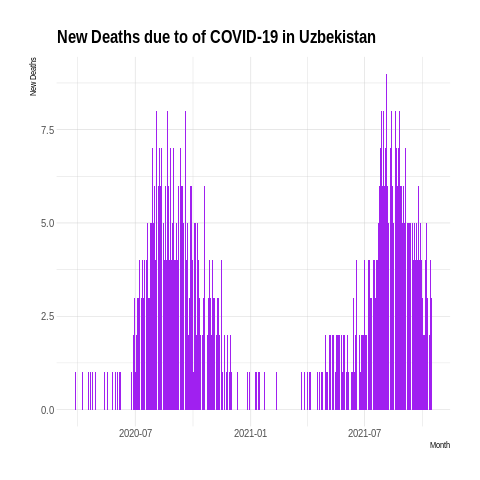 New Deaths due to of COVID-19 in Uzbekistan
New Deaths
7.5
5.0
2.5
0.0
2020-07
2021-01
2021-07
Month